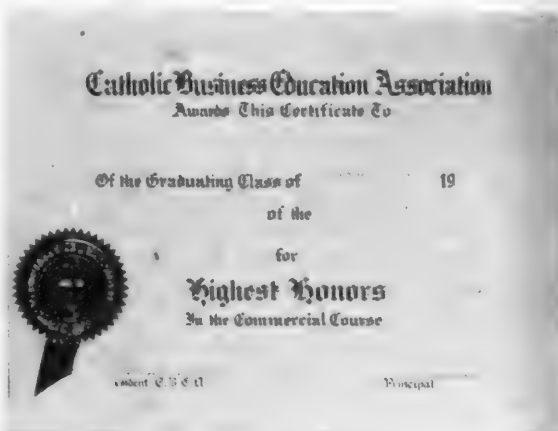 Catholic Business Education Association
Awards This Certificate To
Of the Graduating Class of 19
of the
for
Highest Honors
In the Commercial Course
Principal